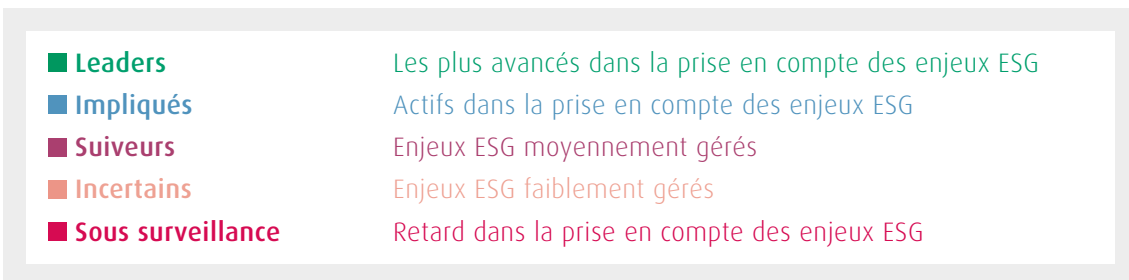 Leaders Les plus avancés dans la prise en compte des enjeux ESG
Impliqués Actifs dans la prise en compte des enjeux ESG
Suiveurs Enjeux ESG moyennement gérés
Incertains Enjeux ESG faiblement gérés
Sous surveillance Retard dans la prise en compte des enjeux ESG